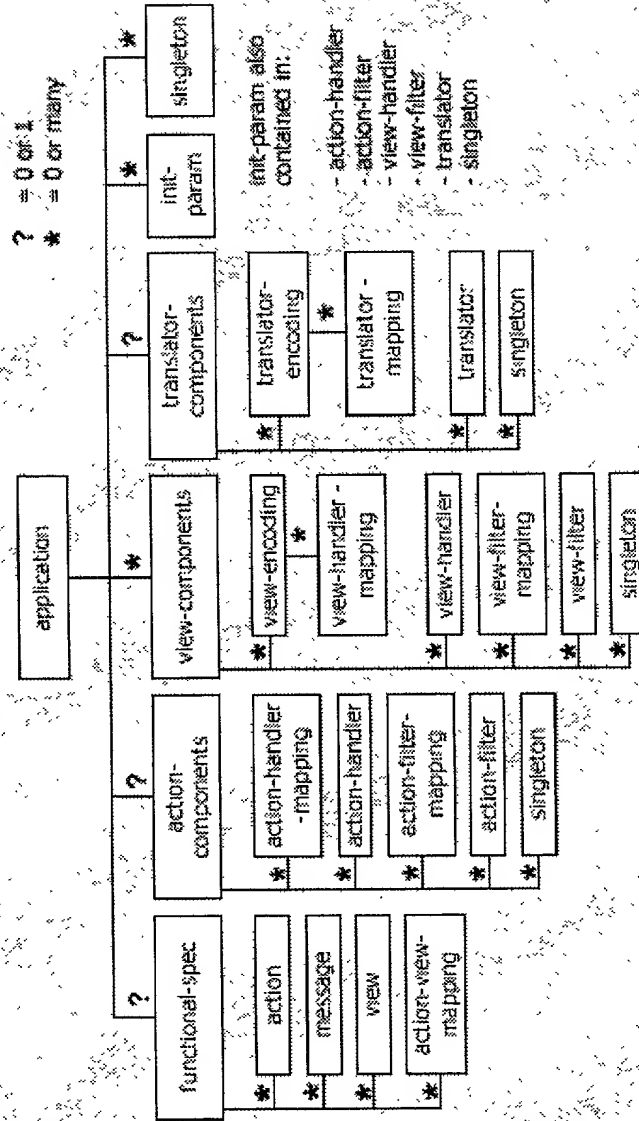 ? = 0 or 1
* = 0 or many
application
?
?
*
?
*
*
functional-spec
action-
components
view-components
translator-
components
init-
param
singleton
*
action
*
message
*
view
*
action-view-
mapping
*
action-handler
-mapping
*
action-handler
*
action-filter-
mapping
*
action-filter
*
singleton
*
view-encoding
*
view-handler -
mapping
*
view-handler
*
view-filter-
mapping
*
view-filter
*
singleton
*
translator-
encoding
*
translator -
mapping
*
translator
*
singleton
init-param also
contained in:
- action-handler
- action-filter
- view-handler
- view-filter
- translator
- singleton